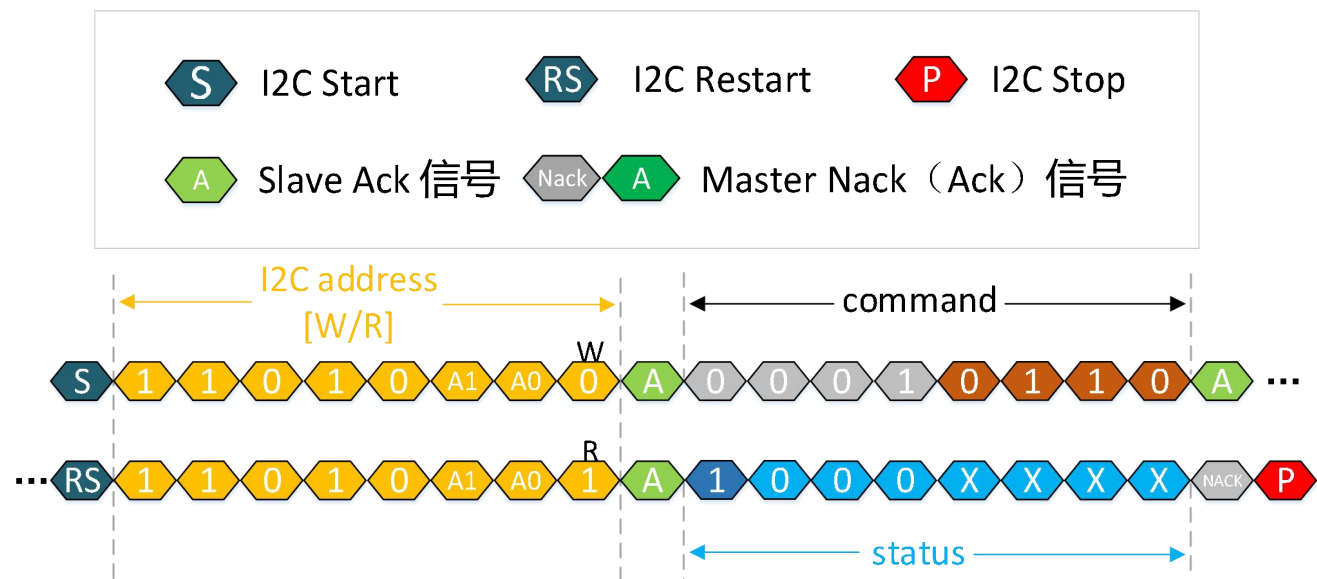 S I2C Start RS I2C Restart P I2C Stop
A Slave Ack 信号 Nack A Master Nack（Ack）信号
I2C address
[W/R]
command
W
S 1 1 0 1 0 A1 A0 0 A 0 0 0 1 0 1 1 0 A ...
R
... RS 1 1 0 1 0 A1 A0 1 A 1 0 0 0 X X X X NACK P
status